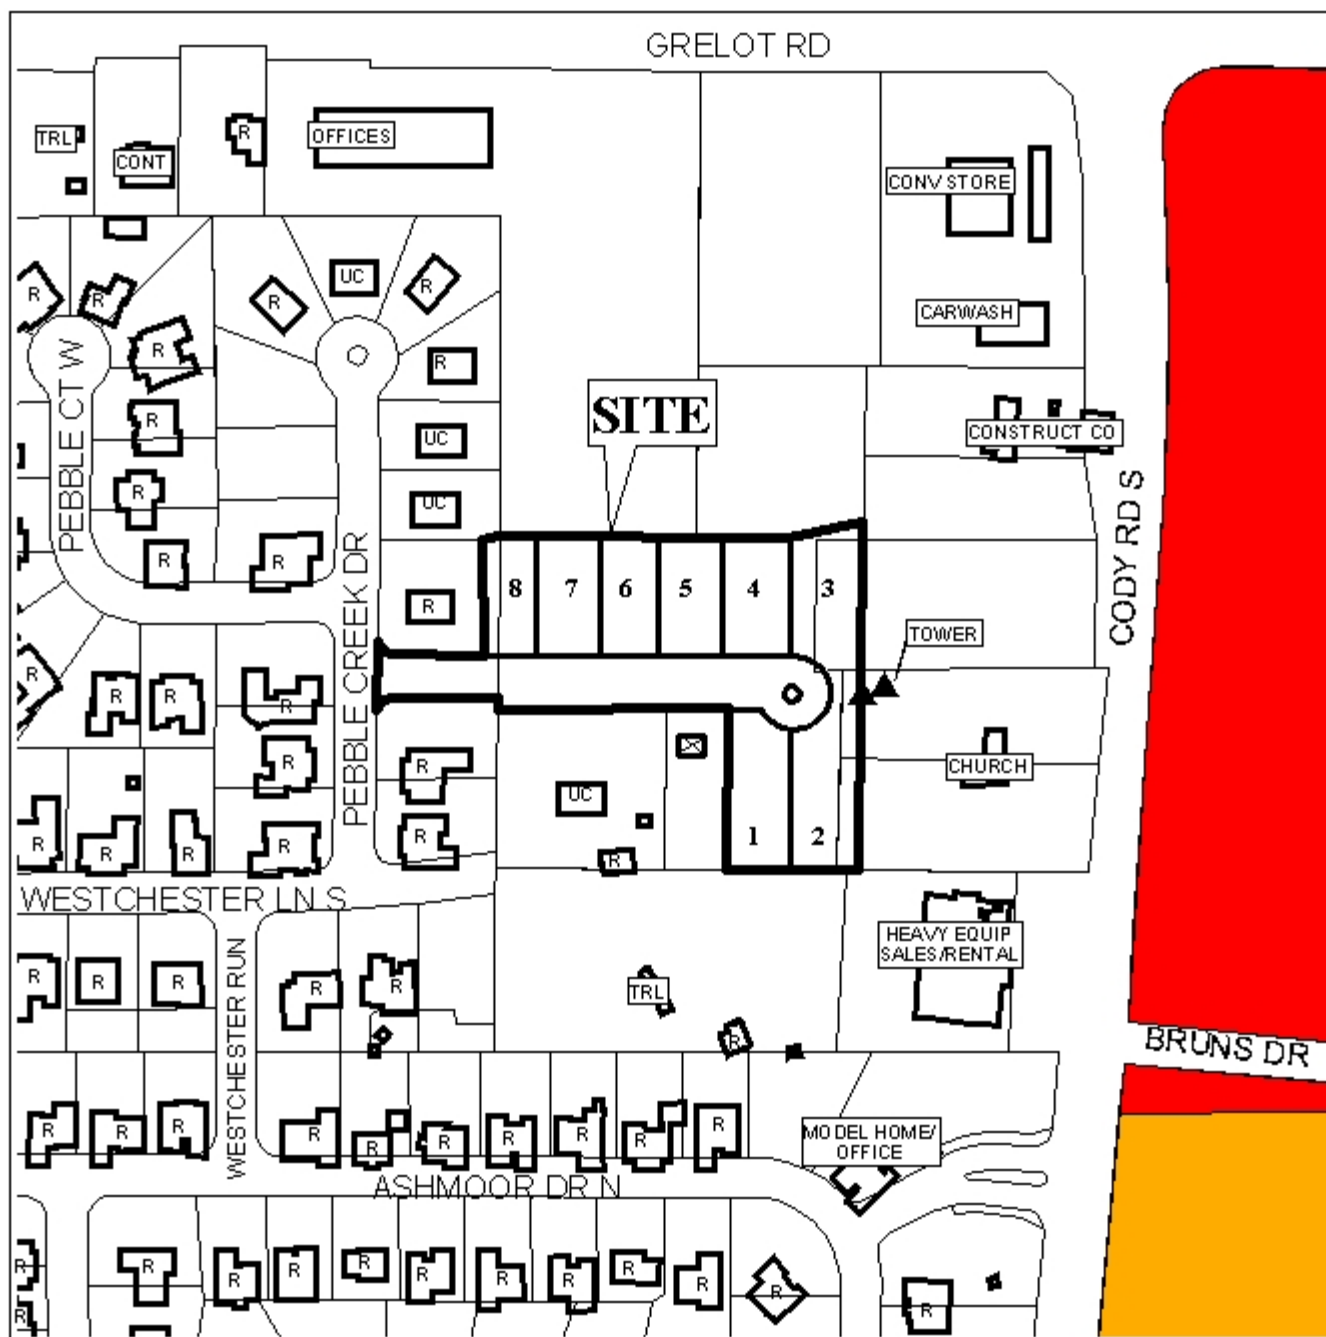 GRELOT RD
TRL
CONT
R
OFFICES
CONV STORE
R
R
R
UC
R
CARWASH
R
R
R
UC
SITE
CONSTRUCT CO
PEBBLE CT W
R
UC
CODY RD S
R
R
PEBBLE CREEK DR
R
8
7
6
5
4
3
TOWER
R
R
R
R
R
R
UC
CHURCH
R
R
R
R
R
R
1
2
WESTCHESTER LN S
HEAVY EQUIP
SALES/RENTAL
WESTCHESTER RUN
R
R
R
R
R
TRL
R
BRUNS DR
R
R
R
R
R
R
R
R
R
R
MODEL HOME/
OFFICE
ASHMOOR DR N
R
R
R
R
R
R
R
R
R
R
R
R
R